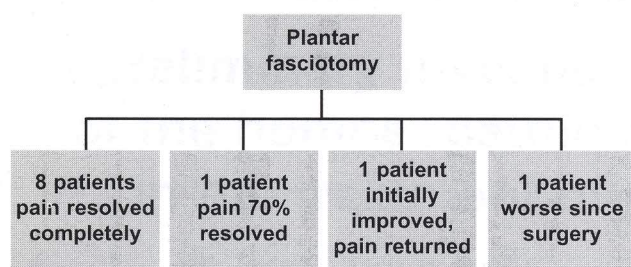 Plantar
fasciotomy
8 patients
pain resolved
completely
1 patient
pain 70%
resolved
1 patient
initially
improved,
pain returned
1 patient
worse since
surgery